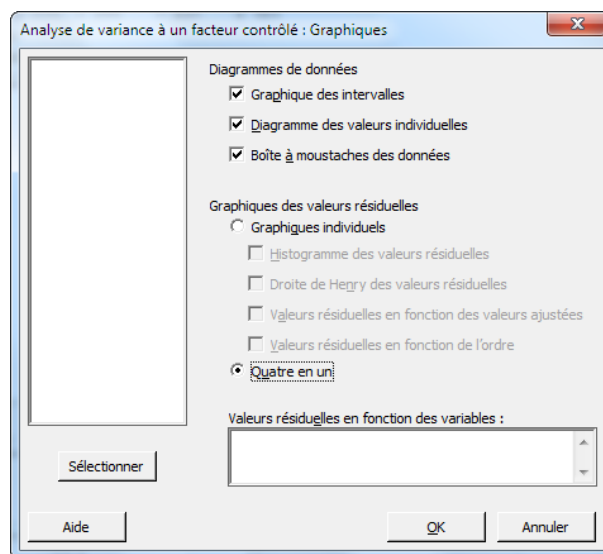 Analyse de variance à un facteur contrôlé : Graphiques
Diagrammes de données
Graphique des intervalles
Diagramme des valeurs individuelles
Boîte à moustaches des données
Graphiques des valeurs résiduelles
Graphiques individuels
Histogramme des valeurs résiduelles
Droite de Henry des valeurs résiduelles
Valeurs résiduelles en fonction des valeurs ajustées
Valeurs résiduelles en fonction de l'ordre
Quatre en un
Valeurs résiduelles en fonction des variables :
Sélectionner
Aide
OK
Annuler